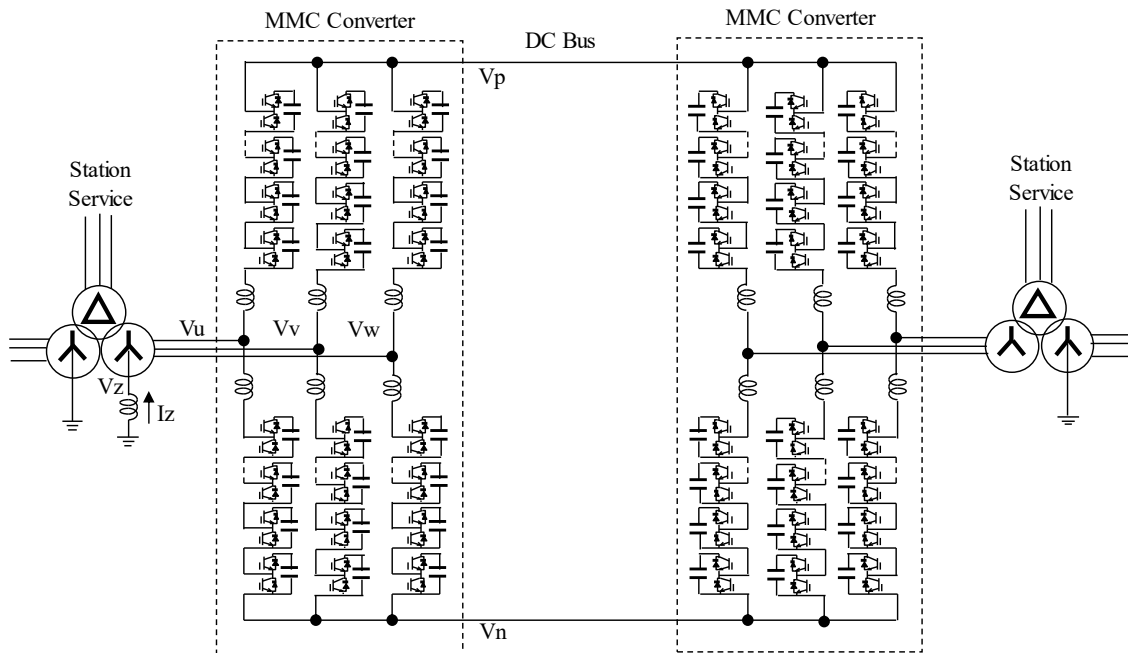 MMC Converter
MMC Converter
DC Bus
Vp
Station
Service
Station
Service
Vu
Vv
Vw
Vz
Iz
Vn